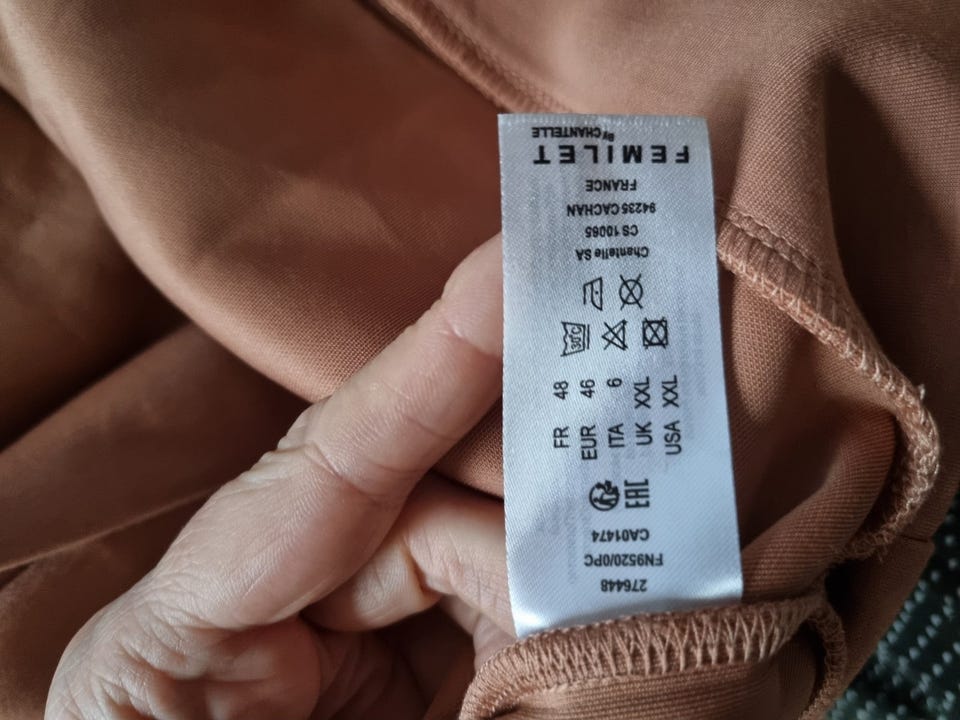 276448
FN9520/0PC
CA01474
EAC
FR 48
EUR 46
ITA 6
UK XXL
USA XXL
30°C
Chantelle SA
CS 10065
94235 CACHAN
FRANCE
FEMILET
By CHANTELLE